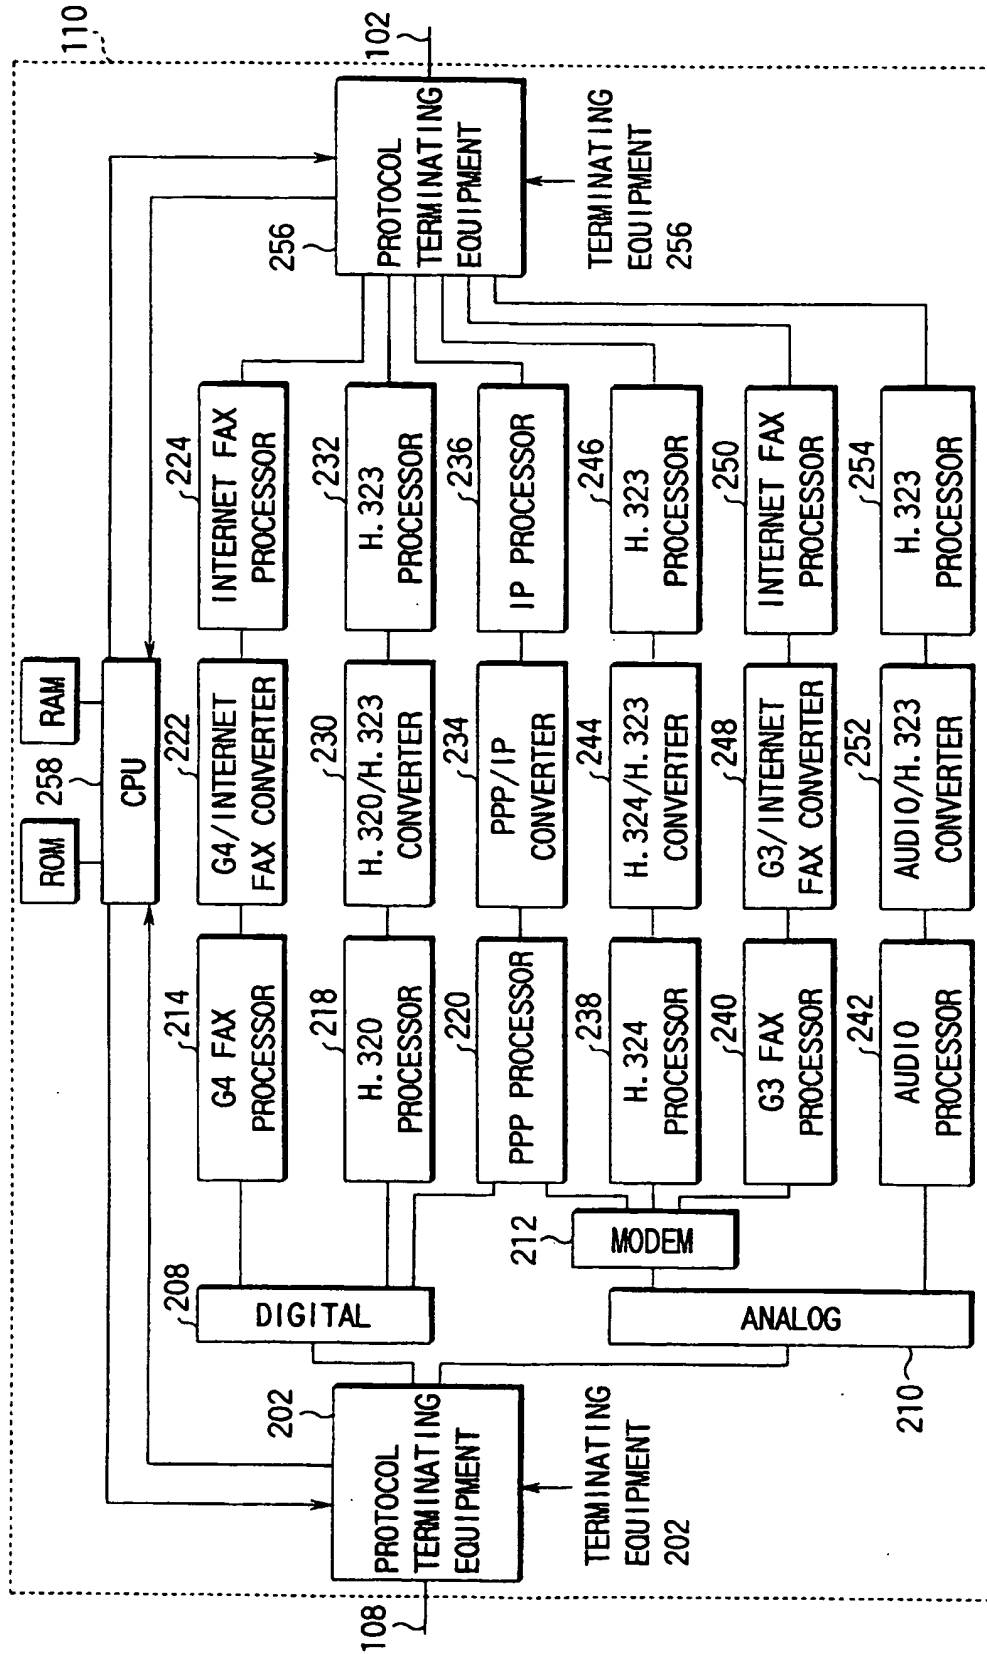 110
ROM
258
RAM
CPU
214
G4 FAX
PROCESSOR
222
G4/INTERNET
FAX CONVERTER
224
INTERNET FAX
PROCESSOR
208
DIGITAL
218
H.320
PROCESSOR
230
H.320/H.323
CONVERTER
232
H.323
PROCESSOR
256
PROTOCOL
TERMINATING
EQUIPMENT
102
202
PROTOCOL
TERMINATING
EQUIPMENT
108
220
PPP PROCESSOR
234
PPP/IP
CONVERTER
236
IP PROCESSOR
TERMINATING
EQUIPMENT
256
TERMINATING
EQUIPMENT
202
212
MODEM
238
H.324
PROCESSOR
244
H.324/H.323
CONVERTER
246
H.323
PROCESSOR
240
G3 FAX
PROCESSOR
248
G3/INTERNET
FAX CONVERTER
250
INTERNET FAX
PROCESSOR
ANALOG
210
242
AUDIO
PROCESSOR
252
AUDIO/H.323
CONVERTER
254
H.323
PROCESSOR